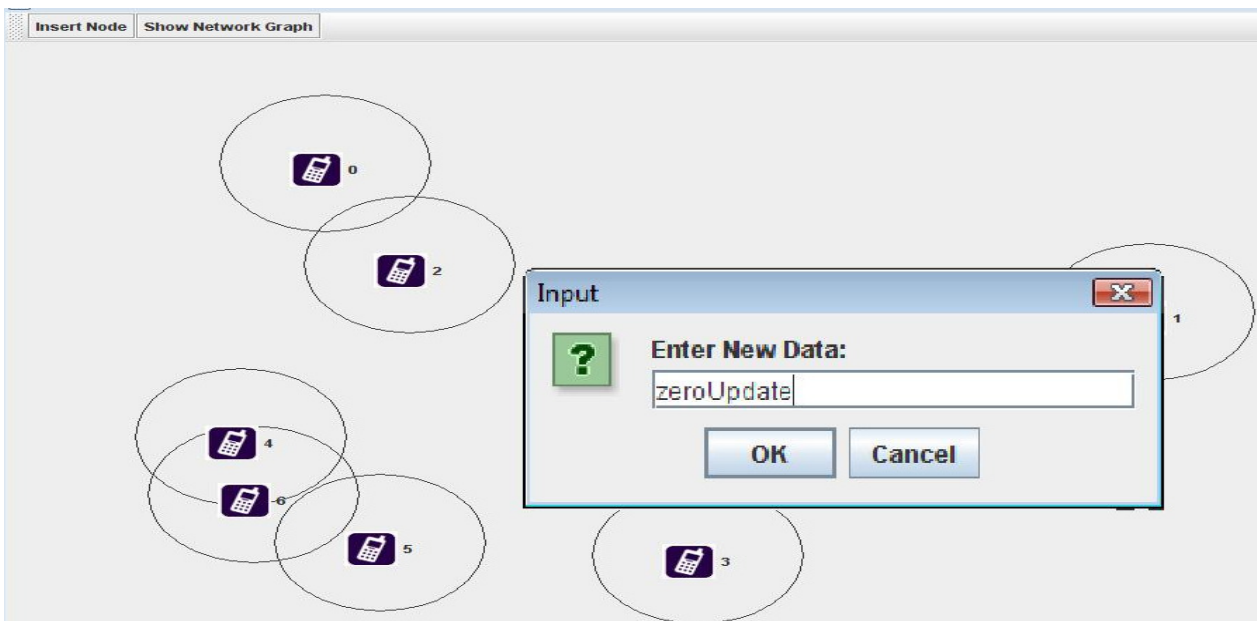 Insert Node Show Network Graph
0
2
Input
1
Enter New Data:
zeroUpdate
OK Cancel
4
6
5
3